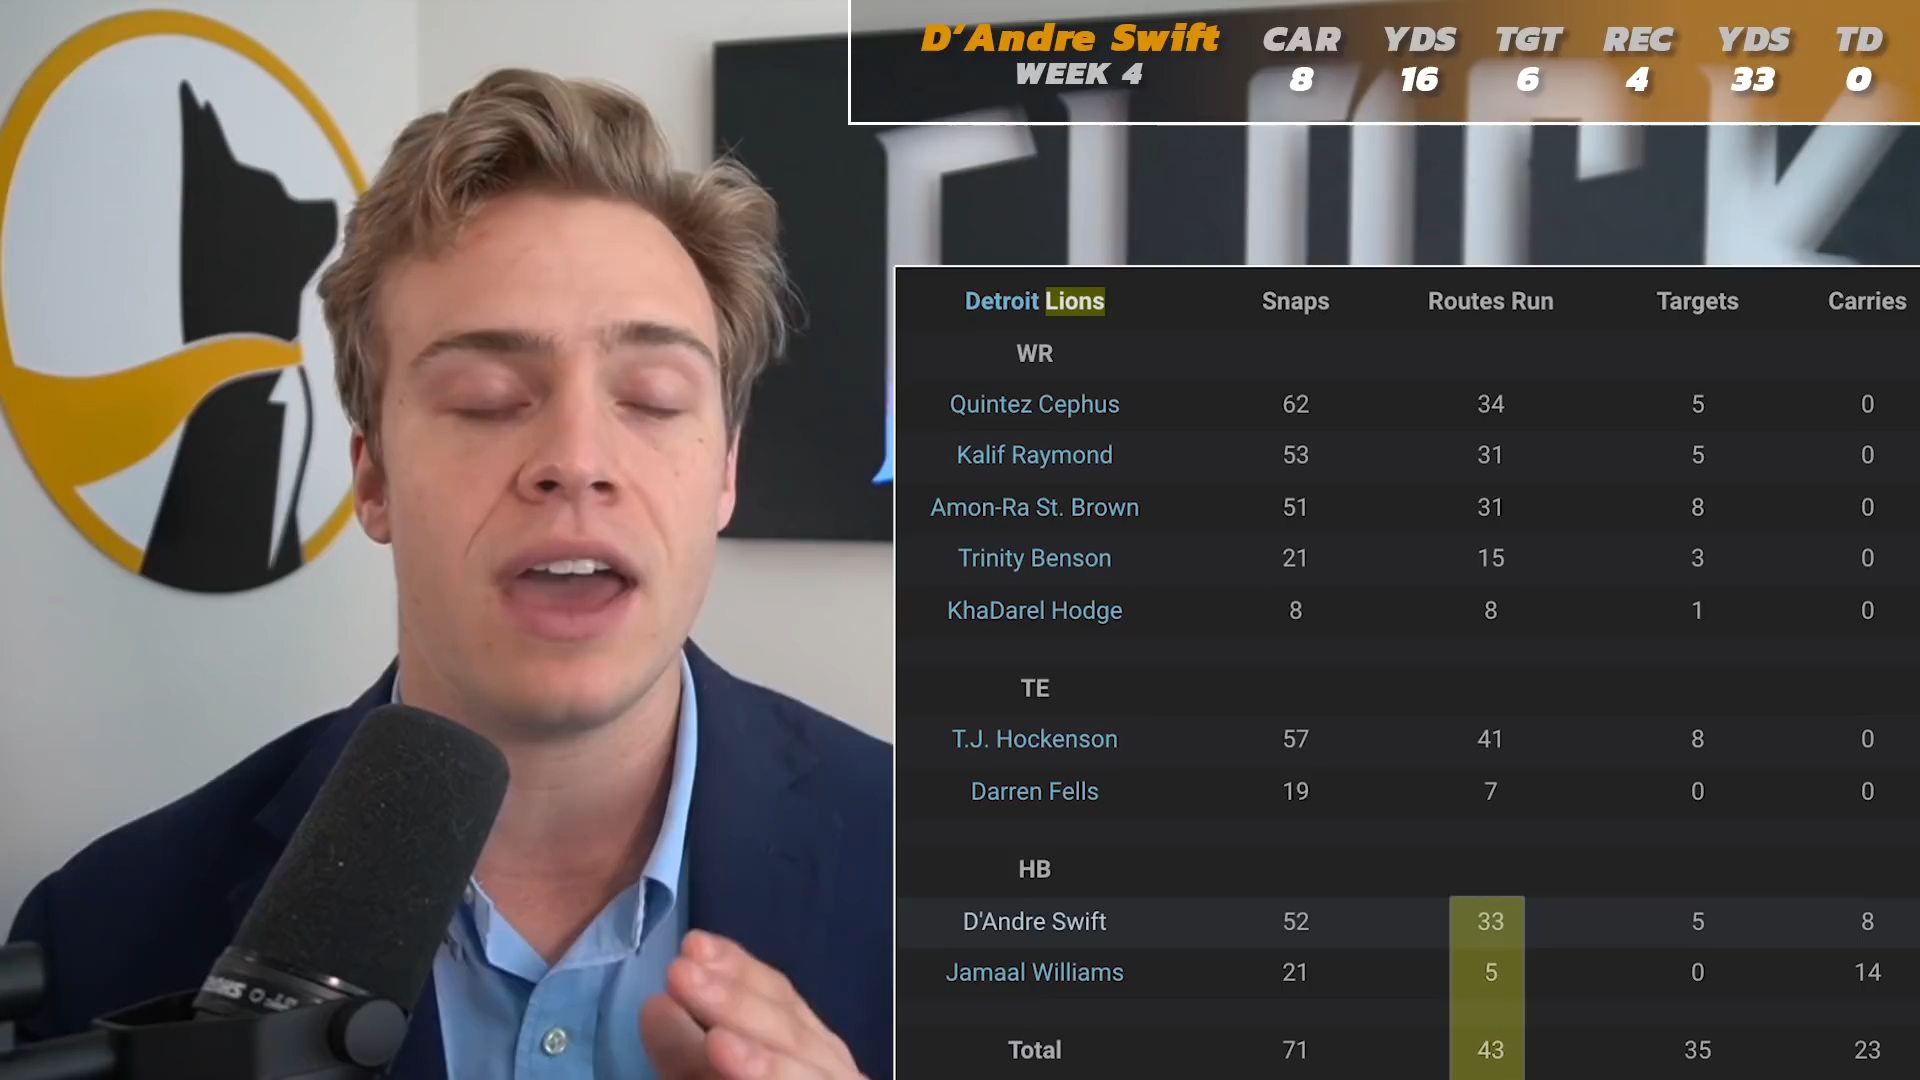 D'Andre Swift CAR YDS TGT REC YDS TD
WEEK 4 8 16 6 4 33 0
FLOCK
Detroit Lions Snaps Routes Run Targets Carries
WR
Quintez Cephus 62 34 5 0
Kalif Raymond 53 31 5 0
Amon-Ra St. Brown 51 31 8 0
Trinity Benson 21 15 3 0
KhaDarel Hodge 8 8 1 0
TE
T.J. Hockenson 57 41 8 0
Darren Fells 19 7 0 0
HB
D'Andre Swift 52 33 5 8
Jamaal Williams 21 5 0 14
Total 71 43 35 23
SHURE